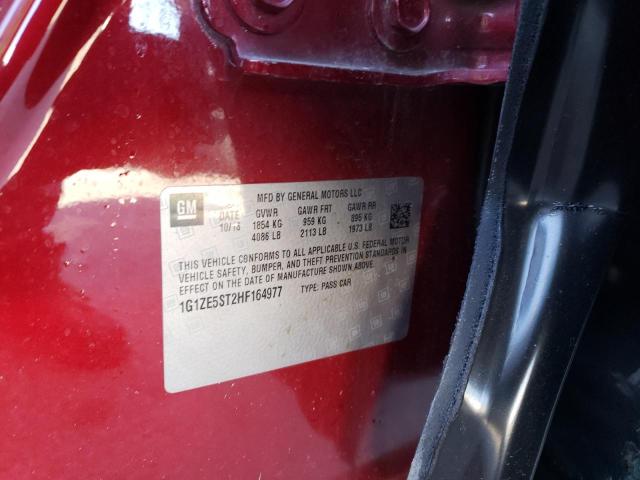 MFD BY GENERAL MOTORS LLC
GM DATE GVWR GAWR FRT GAWR RR
1854 KG 959 KG 895 KG
4086 LB 2113 LB 1973 LB
THIS VEHICLE CONFORMS TO ALL APPLICABLE U.S. FEDERAL MOTOR
VEHICLE SAFETY, BUMPER, AND THEFT PREVENTION STANDARDS IN
EFFECT ON THE DATE OF MANUFACTURE SHOWN ABOVE.
1G1ZE5ST2HF164977 TYPE: PASS CAR